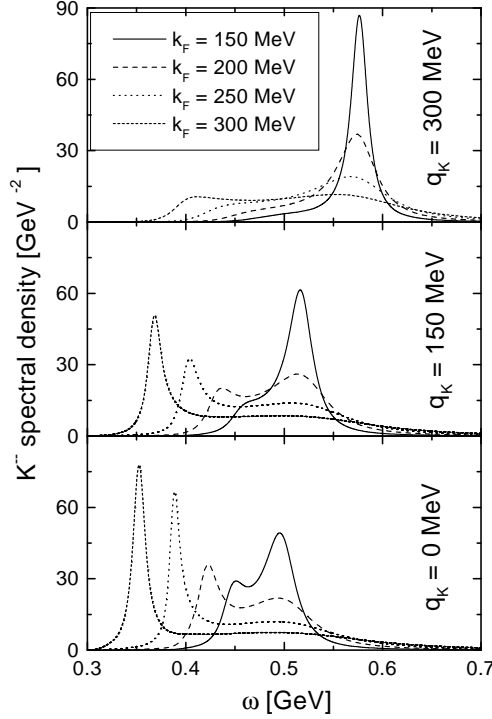 90
60
30
0
k_F = 150 MeV
k_F = 200 MeV
k_F = 250 MeV
k_F = 300 MeV
q_K = 300 MeV
60
30
0
q_K = 150 MeV
60
30
0
q_K = 0 MeV
0.3 0.4 0.5 0.6 0.7
ω [GeV]
K⁻ spectral density [GeV⁻²]